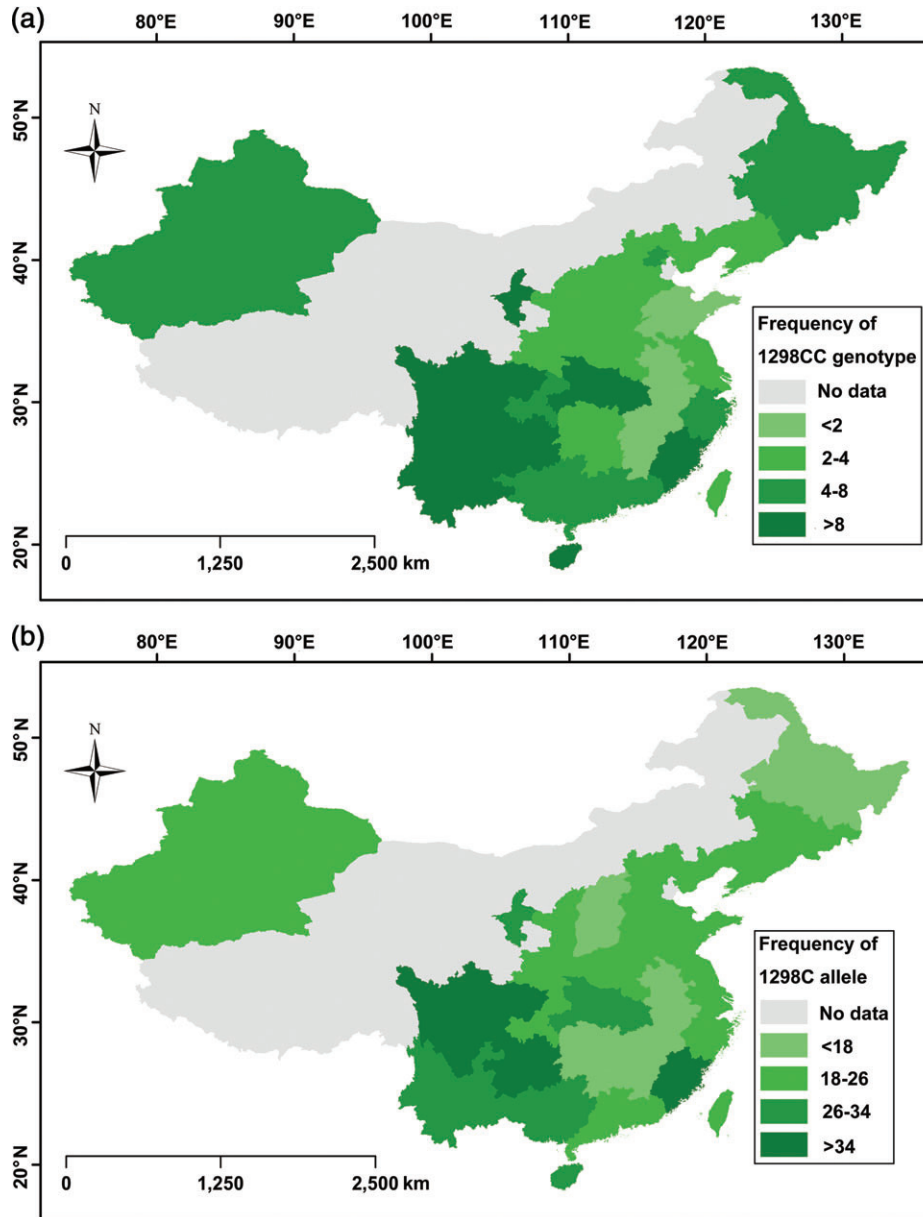 (a)
80°E 90°E 100°E 110°E 120°E 130°E
N
50°N
40°N
30°N
20°N
Frequency of
1298CC genotype
No data
<2
2-4
4-8
>8
0 1,250 2,500 km
(b)
80°E 90°E 100°E 110°E 120°E 130°E
N
50°N
40°N
30°N
20°N
Frequency of
1298C allele
No data
<18
18-26
26-34
>34
0 1,250 2,500 km